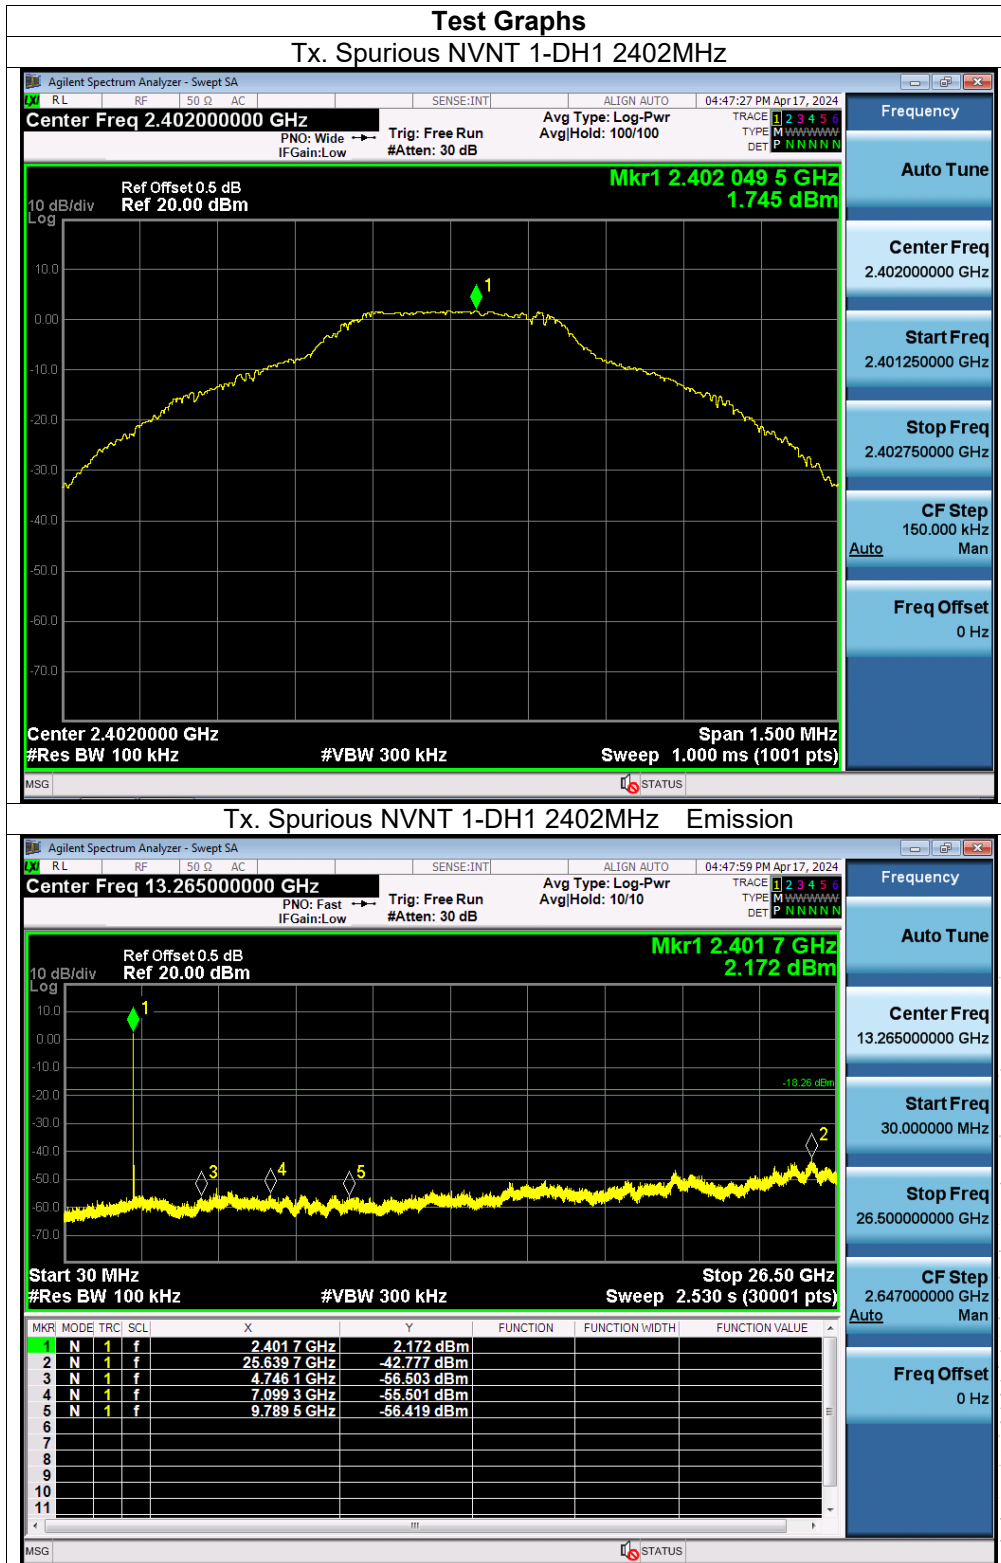 Test Graphs
Tx. Spurious NVNT 1-DH1 2402MHz
Agilent Spectrum Analyzer - Swept SA
LXI RL RF 50 Ω AC SENSE:INT ALIGN AUTO 04:47:27 PM Apr 17, 2024
Center Freq 2.402000000 GHz
PNO: Wide
IFGain:Low
Trig: Free Run
#Atten: 30 dB
Avg Type: Log-Pwr
Avg|Hold: 100/100
TRACE 1 2 3 4 5 6
TYPE M WWWWW
DET P N N N N N
Ref Offset 0.5 dB
Ref 20.00 dBm
10 dB/div
Log
Mkr1 2.402 049 5 GHz
1.745 dBm
1
10.0
0.00
-10.0
-20.0
-30.0
-40.0
-50.0
-60.0
-70.0
Center 2.4020000 GHz Span 1.500 MHz
#Res BW 100 kHz #VBW 300 kHz Sweep 1.000 ms (1001 pts)
MSG STATUS
Frequency
Auto Tune
Center Freq
2.402000000 GHz
Start Freq
2.401250000 GHz
Stop Freq
2.402750000 GHz
CF Step
150.000 kHz
Auto Man
Freq Offset
0 Hz
Tx. Spurious NVNT 1-DH1 2402MHz Emission
Agilent Spectrum Analyzer - Swept SA
LXI RL RF 50 Ω AC SENSE:INT ALIGN AUTO 04:47:59 PM Apr 17, 2024
Center Freq 13.265000000 GHz
PNO: Fast
IFGain:Low
Trig: Free Run
#Atten: 30 dB
Avg Type: Log-Pwr
Avg|Hold: 10/10
TRACE 1 2 3 4 5 6
TYPE M WWWWW
DET P N N N N N
Ref Offset 0.5 dB
Ref 20.00 dBm
10 dB/div
Log
Mkr1 2.401 7 GHz
2.172 dBm
10.0
0.00
-10.0
-20.0
-30.0
-40.0
-50.0
-60.0
-70.0
-18.26 dBm
1
2
3
4
5
Start 30 MHz Stop 26.50 GHz
#Res BW 100 kHz #VBW 300 kHz Sweep 2.530 s (30001 pts)
MKR MODE TRC SCL X Y FUNCTION FUNCTION WIDTH FUNCTION VALUE
1 N 1 f 2.401 7 GHz 2.172 dBm
2 N 1 f 25.639 7 GHz -42.777 dBm
3 N 1 f 4.746 1 GHz -56.503 dBm
4 N 1 f 7.099 3 GHz -55.501 dBm
5 N 1 f 9.789 5 GHz -56.419 dBm
6
7
8
9
10
11
MSG STATUS
Frequency
Auto Tune
Center Freq
13.265000000 GHz
Start Freq
30.000000 MHz
Stop Freq
26.500000000 GHz
CF Step
2.647000000 GHz
Auto Man
Freq Offset
0 Hz